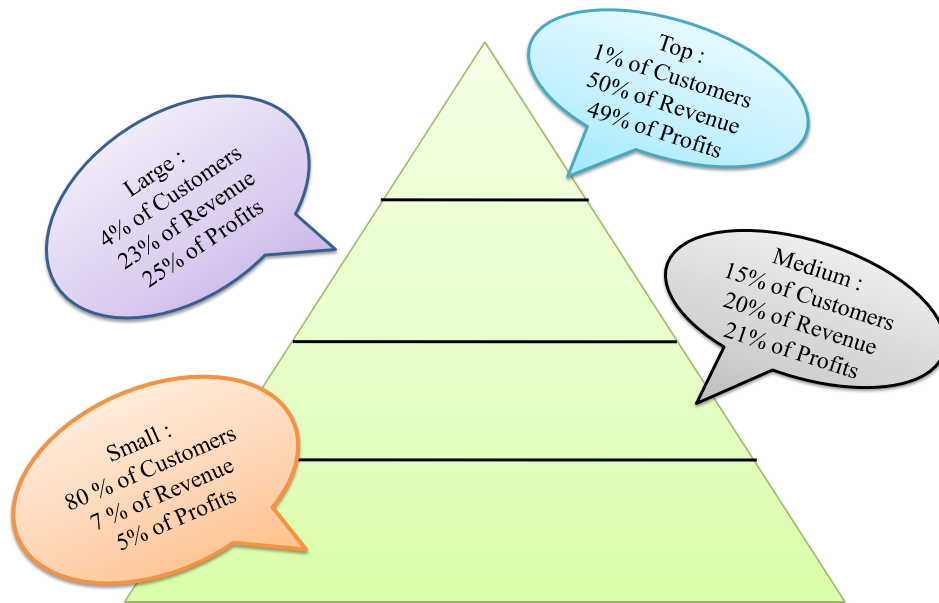 Top :
1% of Customers
50% of Revenue
49% of Profits
Large :
4% of Customers
23% of Revenue
25% of Profits
Medium :
15% of Customers
20% of Revenue
21% of Profits
Small :
80 % of Customers
7 % of Revenue
5% of Profits